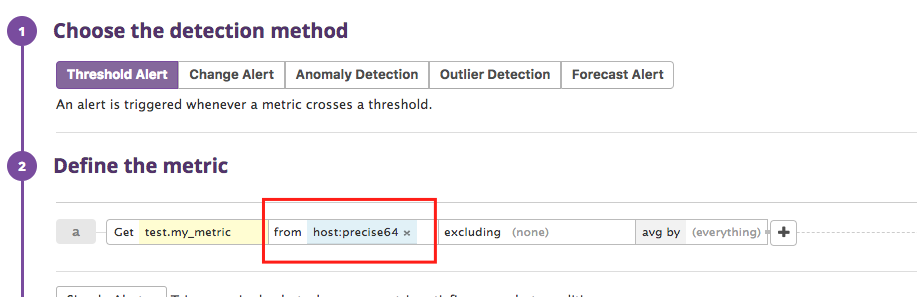 1 Choose the detection method
Threshold Alert Change Alert Anomaly Detection Outlier Detection Forecast Alert
An alert is triggered whenever a metric crosses a threshold.
2 Define the metric
a Get test.my_metric from host:precise64 × excluding (none) avg by (everything) +